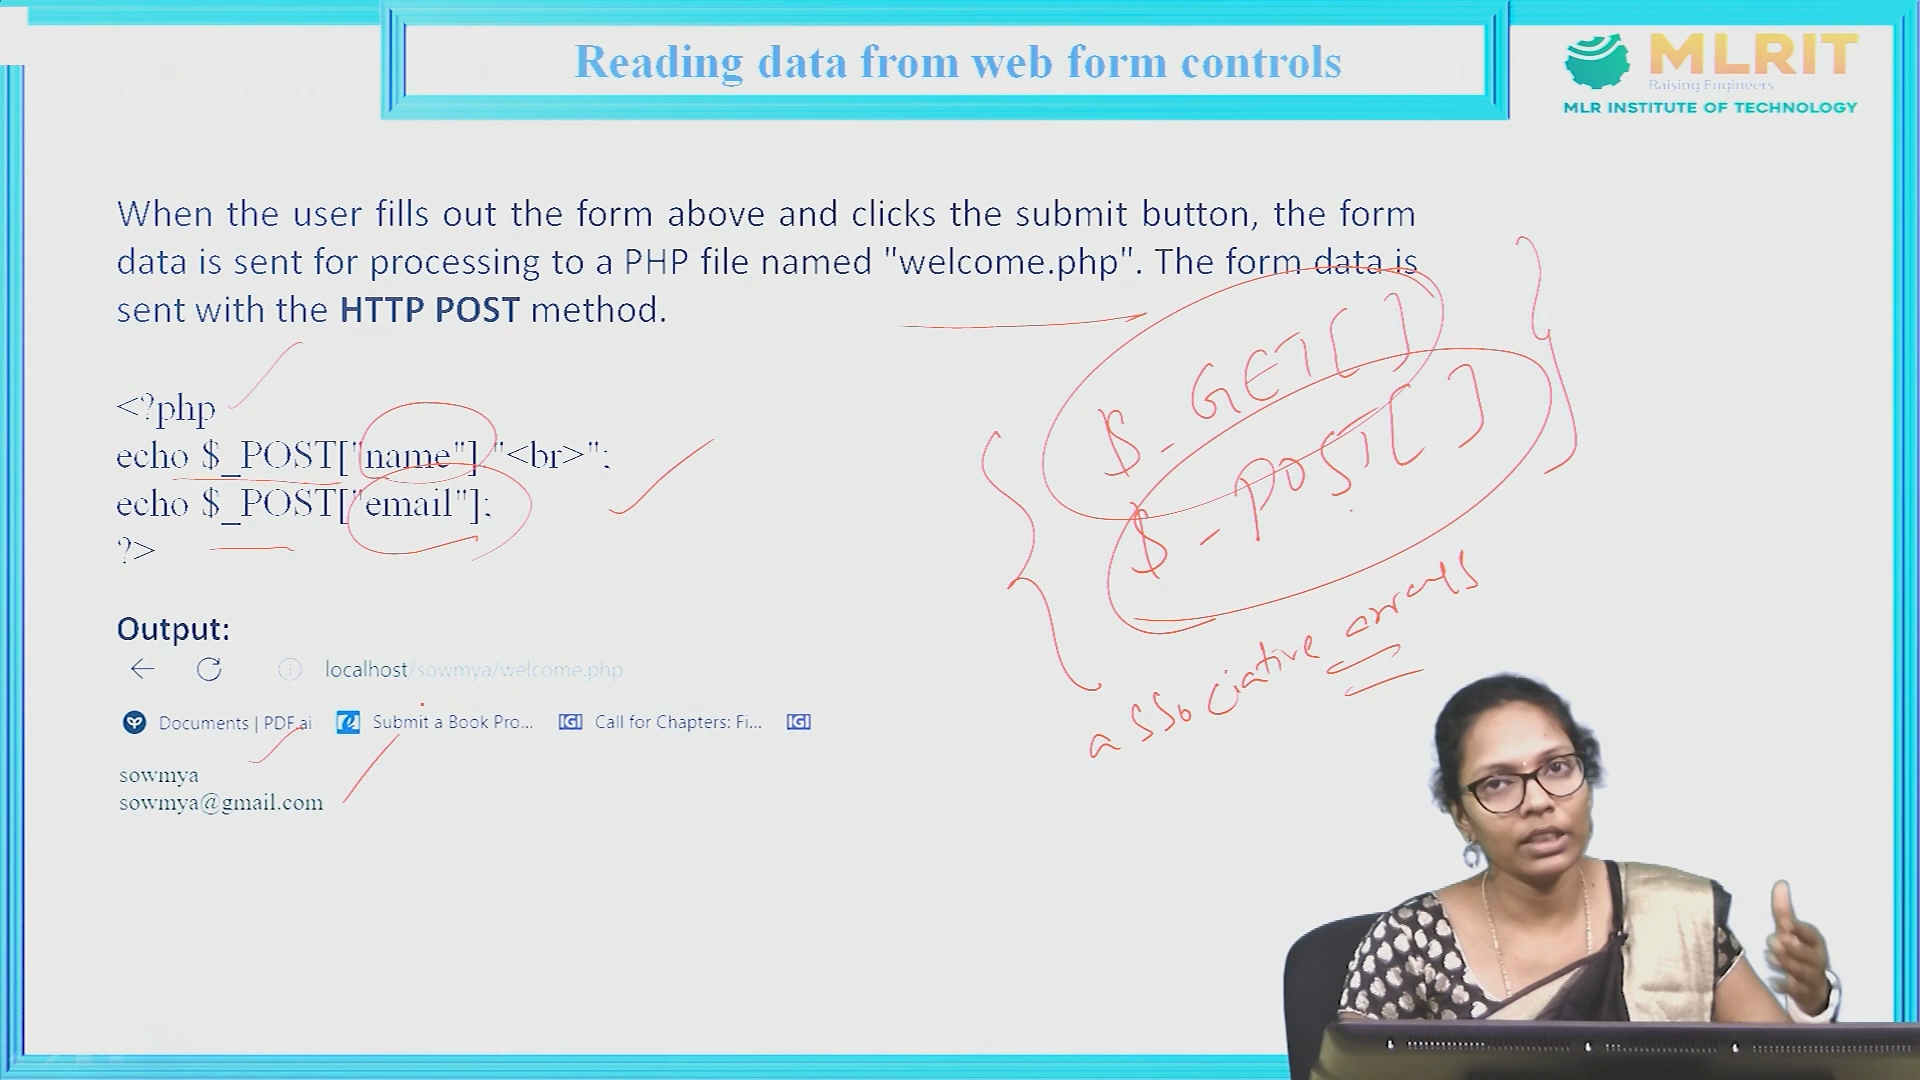 Reading data from web form controls
MLRIT
Raising Engineers
MLR INSTITUTE OF TECHNOLOGY
When the user fills out the form above and clicks the submit button, the form
data is sent for processing to a PHP file named "welcome.php". The form data is
sent with the HTTP POST method.
$_GET[]
$_POST[]
associative arrays
<?php
echo $_POST["name"]."<br>";
echo $_POST["email"];
?>
Output:
localhost/sowmya/welcome.php
Documents | PDF.ai
Submit a Book Pro...
IGI
Call for Chapters: Fi...
IGI
sowmya
sowmya@gmail.com